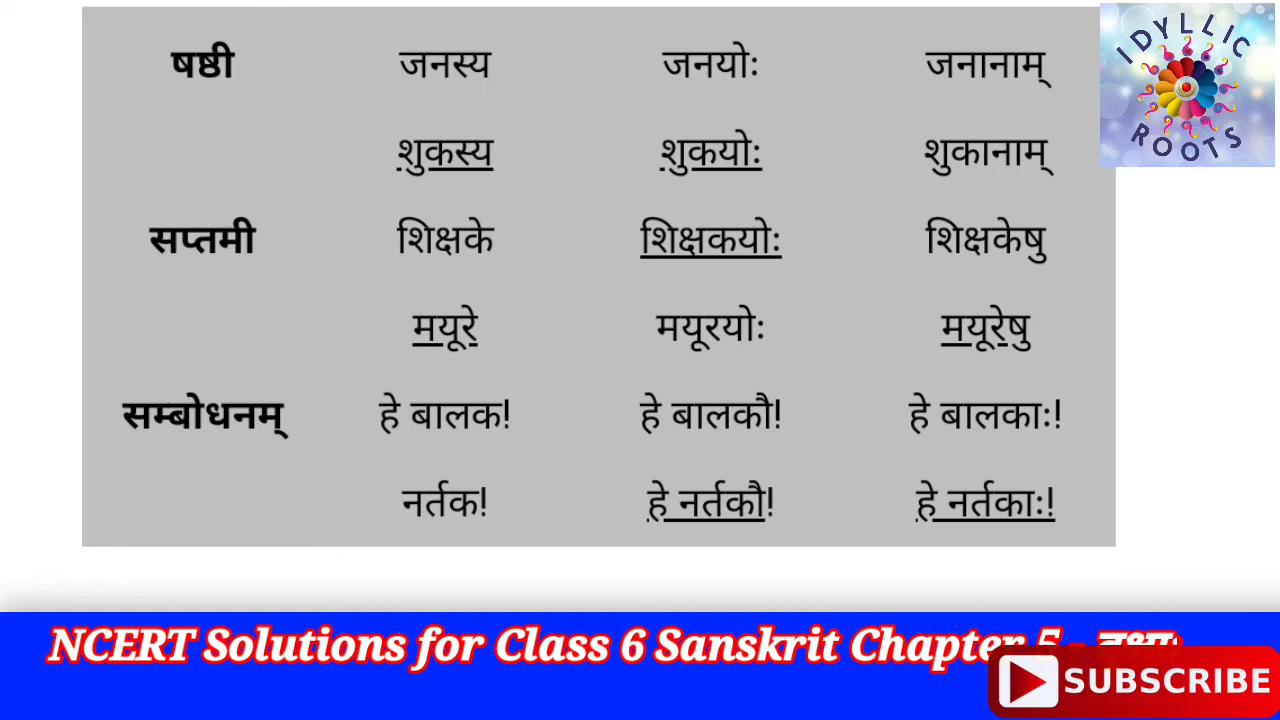 षष्ठी जनस्य जनयोः जनानाम्
शुकस्य शुकयोः शुकानाम्
सप्तमी शिक्षके शिक्षकयोः शिक्षकेषु
मयूरे मयूरयोः मयूरेषु
सम्बोधनम् हे बालक! हे बालकौ! हे बालकाः!
नर्तक! हे नर्तकौ! हे नर्तकाः!
IDYLLIC
ROOTS
NCERT Solutions for Class 6 Sanskrit Chapter 5 -
SUBSCRIBE